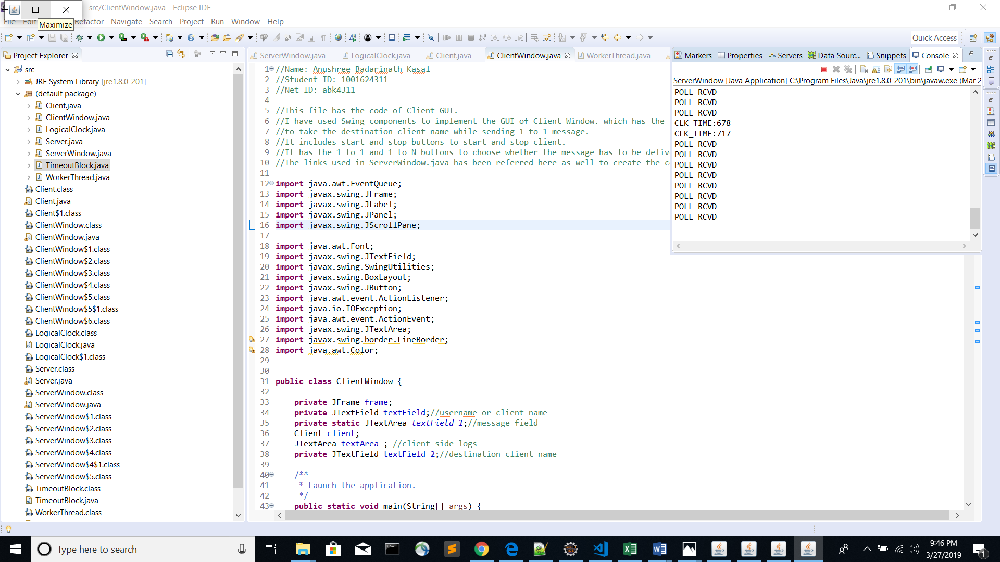 - src/ClientWindow.java - Eclipse IDE
File Edit Refactor Navigate Search Project Run Window Help
Maximize
Quick Access
Project Explorer
ServerWindow.java LogicalClock.java Client.java ClientWindow.java WorkerThread.java
Markers Properties Servers Data Sourc... Snippets Console
src
JRE System Library [jre1.8.0_201]
(default package)
Client.java
ClientWindow.java
LogicalClock.java
Server.java
ServerWindow.java
TimeoutBlock.java
WorkerThread.java
Client.class
Client.java
Client$1.class
ClientWindow.class
ClientWindow.java
ClientWindow$1.class
ClientWindow$2.class
ClientWindow$3.class
ClientWindow$4.class
ClientWindow$5.class
ClientWindow$5$1.class
ClientWindow$6.class
LogicalClock.class
LogicalClock.java
LogicalClock$1.class
Server.class
Server.java
ServerWindow.class
ServerWindow.java
ServerWindow$1.class
ServerWindow$2.class
ServerWindow$3.class
ServerWindow$4.class
ServerWindow$4$1.class
ServerWindow$5.class
TimeoutBlock.class
TimeoutBlock.java
WorkerThread.class
1 //Name: Anushree Badarinath Kasal
2 //Student ID: 1001624311
3 //Net ID: abk4311
4
5 //This file has the code of Client GUI.
6 //I have used Swing components to implement the GUI of Client Window. which has the
7 //to take the destination client name while sending 1 to 1 message.
8 //It includes start and stop buttons to start and stop client.
9 //It has the 1 to 1 and 1 to N buttons to choose whether the message has to be deliv
10 //The links used in ServerWindow.java has been referred here as well to create the c
11
12 import java.awt.EventQueue;
13 import javax.swing.JFrame;
14 import javax.swing.JLabel;
15 import javax.swing.JPanel;
16 import javax.swing.JScrollPane;
17
18 import java.awt.Font;
19 import javax.swing.JTextField;
20 import javax.swing.SwingUtilities;
21 import javax.swing.BoxLayout;
22 import javax.swing.JButton;
23 import java.awt.event.ActionListener;
24 import java.io.IOException;
25 import java.awt.event.ActionEvent;
26 import javax.swing.JTextArea;
27 import javax.swing.border.LineBorder;
28 import java.awt.Color;
29
30
31 public class ClientWindow {
32
33 private JFrame frame;
34 private JTextField textField;//username or client name
35 private static JTextArea textField_1;//message field
36 Client client;
37 JTextArea textArea ; //client side logs
38 private JTextField textField_2;//destination client name
39
40 /**
41 * Launch the application.
42 */
43 public static void main(String[] args) {
ServerWindow [Java Application] C:\Program Files\Java\jre1.8.0_201\bin\javaw.exe (Mar 2
POLL RCVD
POLL RCVD
POLL RCVD
CLK_TIME:678
CLK_TIME:717
POLL RCVD
POLL RCVD
POLL RCVD
POLL RCVD
POLL RCVD
POLL RCVD
POLL RCVD
POLL RCVD
Type here to search
9:46 PM
3/27/2019
1